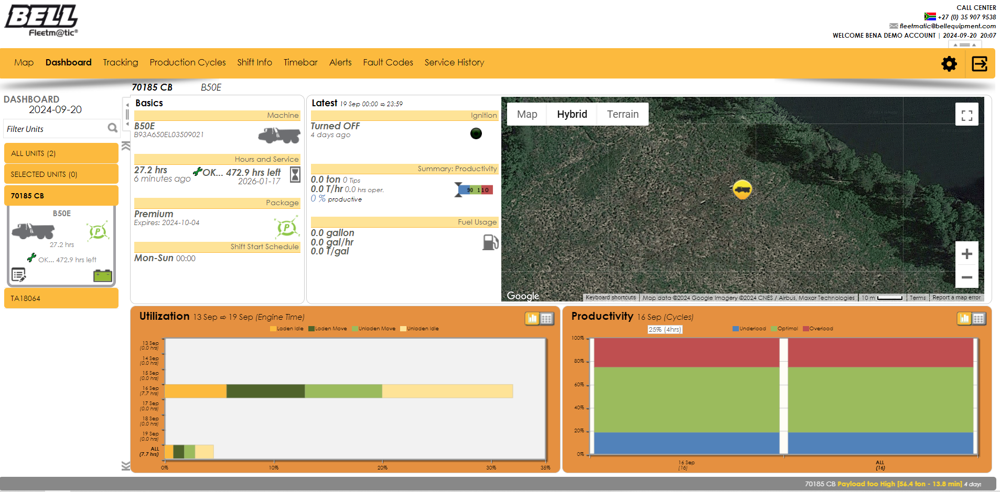 BELL
Fleetm@tic®
CALL CENTER
+27 (0) 35 907 9538
fleetmatic@bellequipment.com
WELCOME BENA DEMO ACCOUNT | 2024-09-20 20:07
Map Dashboard Tracking Production Cycles Shift Info Timebar Alerts Fault Codes Service History
70185 CB B50E
DASHBOARD
2024-09-20
Filter Units
ALL UNITS (2)
SELECTED UNITS (0)
70185 CB
B50E
P
27.2 hrs
OK... 472.9 hrs left
TA18064
Basics
Machine
B50E
B93A650EL03509021
Hours and Service
27.2 hrs
6 minutes ago
OK... 472.9 hrs left
2026-01-17
Package
Premium
Expires: 2024-10-04
P
Shift Start Schedule
Mon-Sun 00:00
Latest 19 Sep 00:00 ⇨ 23:59
Ignition
Turned OFF
4 days ago
Summary: Productivity
0.0 ton 0 Tips
0.0 T/hr 0.0 hrs oper.
0 % productive
90 110
Fuel Usage
0.0 gallon
0.0 gal/hr
0.0 T/gal
Map Hybrid Terrain
Google
Keyboard shortcuts Map data ©2024 Google Imagery ©2024 CNES / Airbus, Maxar Technologies 10 m Terms Report a map error
Utilization 13 Sep ⇨ 19 Sep (Engine Time)
Laden Idle Laden Move Unladen Move Unladen Idle
13 Sep
(0.0 hrs)
14 Sep
(0.0 hrs)
15 Sep
(0.0 hrs)
16 Sep
(7.7 hrs)
17 Sep
(0.0 hrs)
18 Sep
(0.0 hrs)
19 Sep
(0.0 hrs)
ALL
(7.7 hrs)
0% 10% 20% 30% 35%
Productivity 16 Sep (Cycles)
25% (4hrs)
Underload Optimal Overload
100%
80%
60%
40%
20%
0%
16 Sep
(16)
ALL
(16)
70185 CB Payload too High [56.4 ton - 13.8 min] 4 days